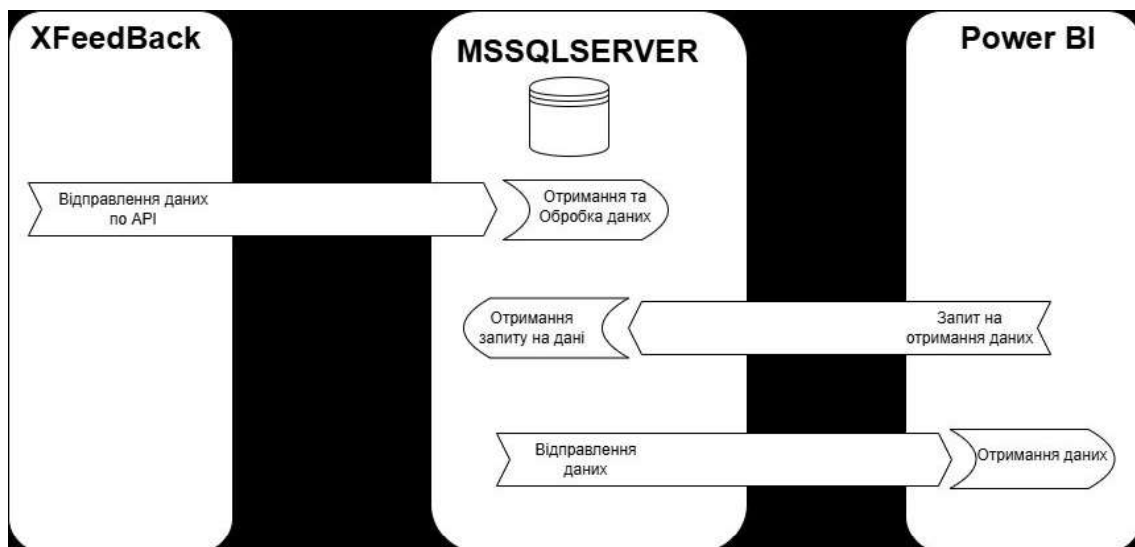 XFeedBack
MSSQLSERVER
Power BI
Відправлення даних
по API
Отримання та
Обробка даних
Отримання
запиту на дані
Запит на
отримання даних
Відправлення
даних
Отримання даних